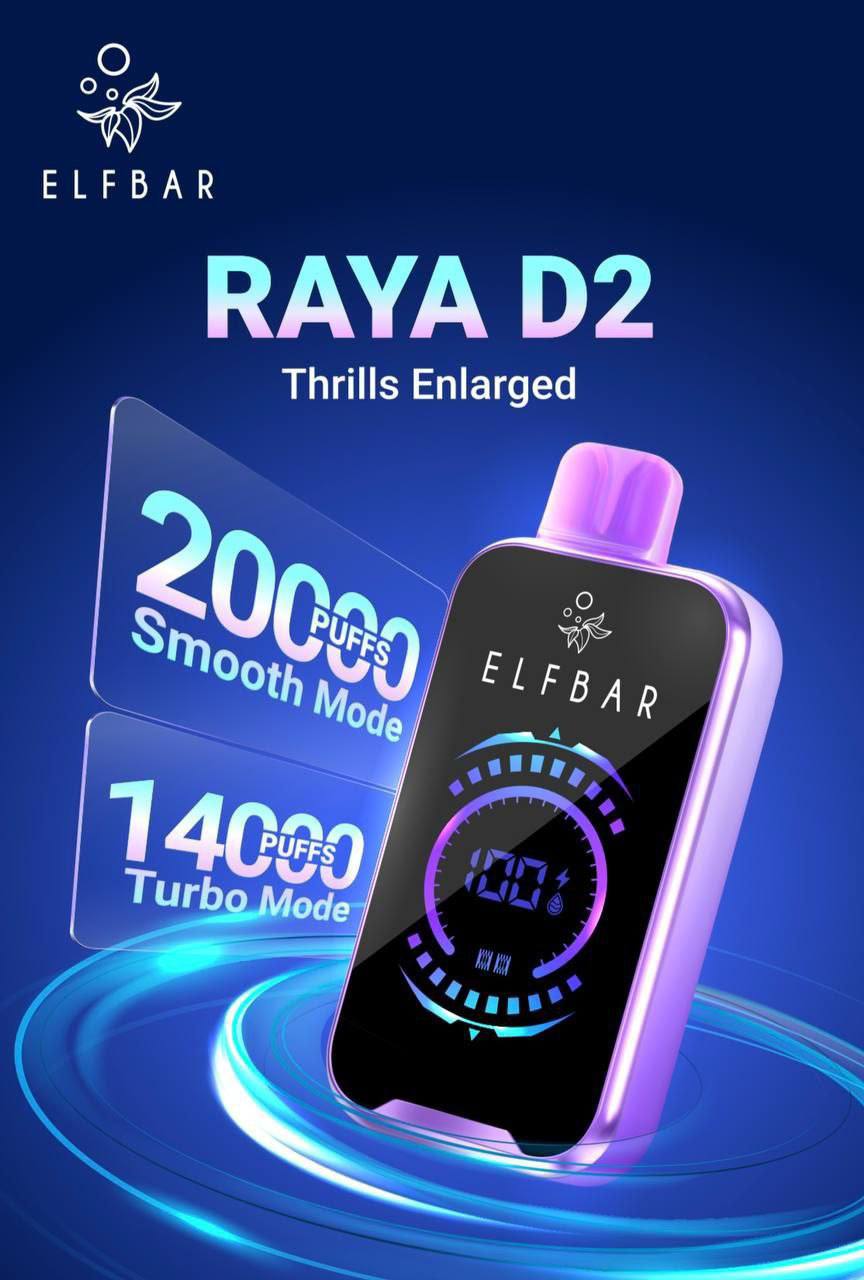 ELFBAR
RAYA D2
Thrills Enlarged
20000
PUFFS
Smooth Mode
14000
PUFFS
Turbo Mode
ELFBAR
100